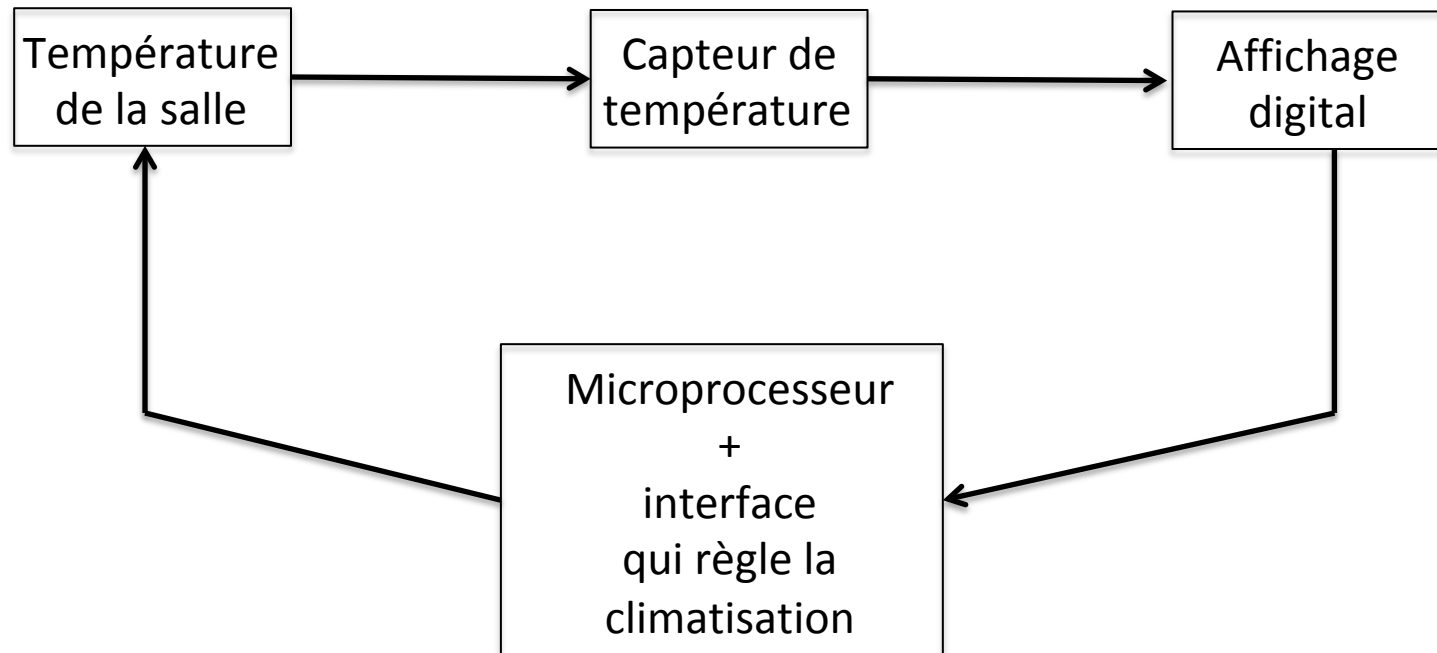 Température
de la salle
Capteur de
température
Affichage
digital
Microprocesseur
+
interface
qui règle la
climatisation